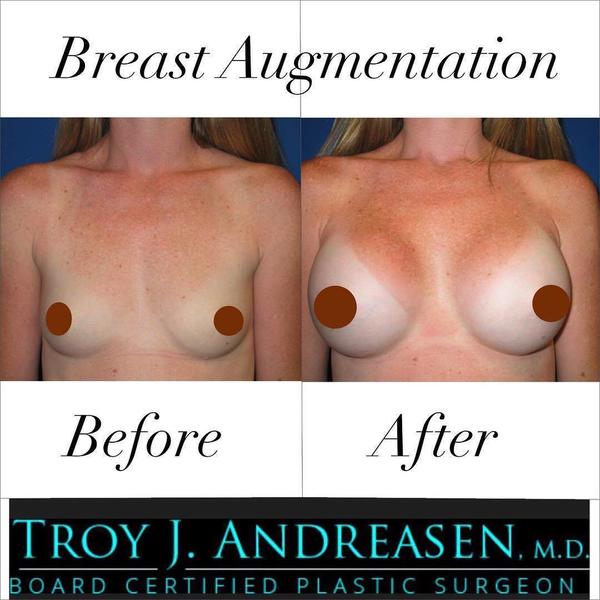 Breast Augmentation
Before
After
TROY J. ANDREASEN, M.D.
BOARD CERTIFIED PLASTIC SURGEON